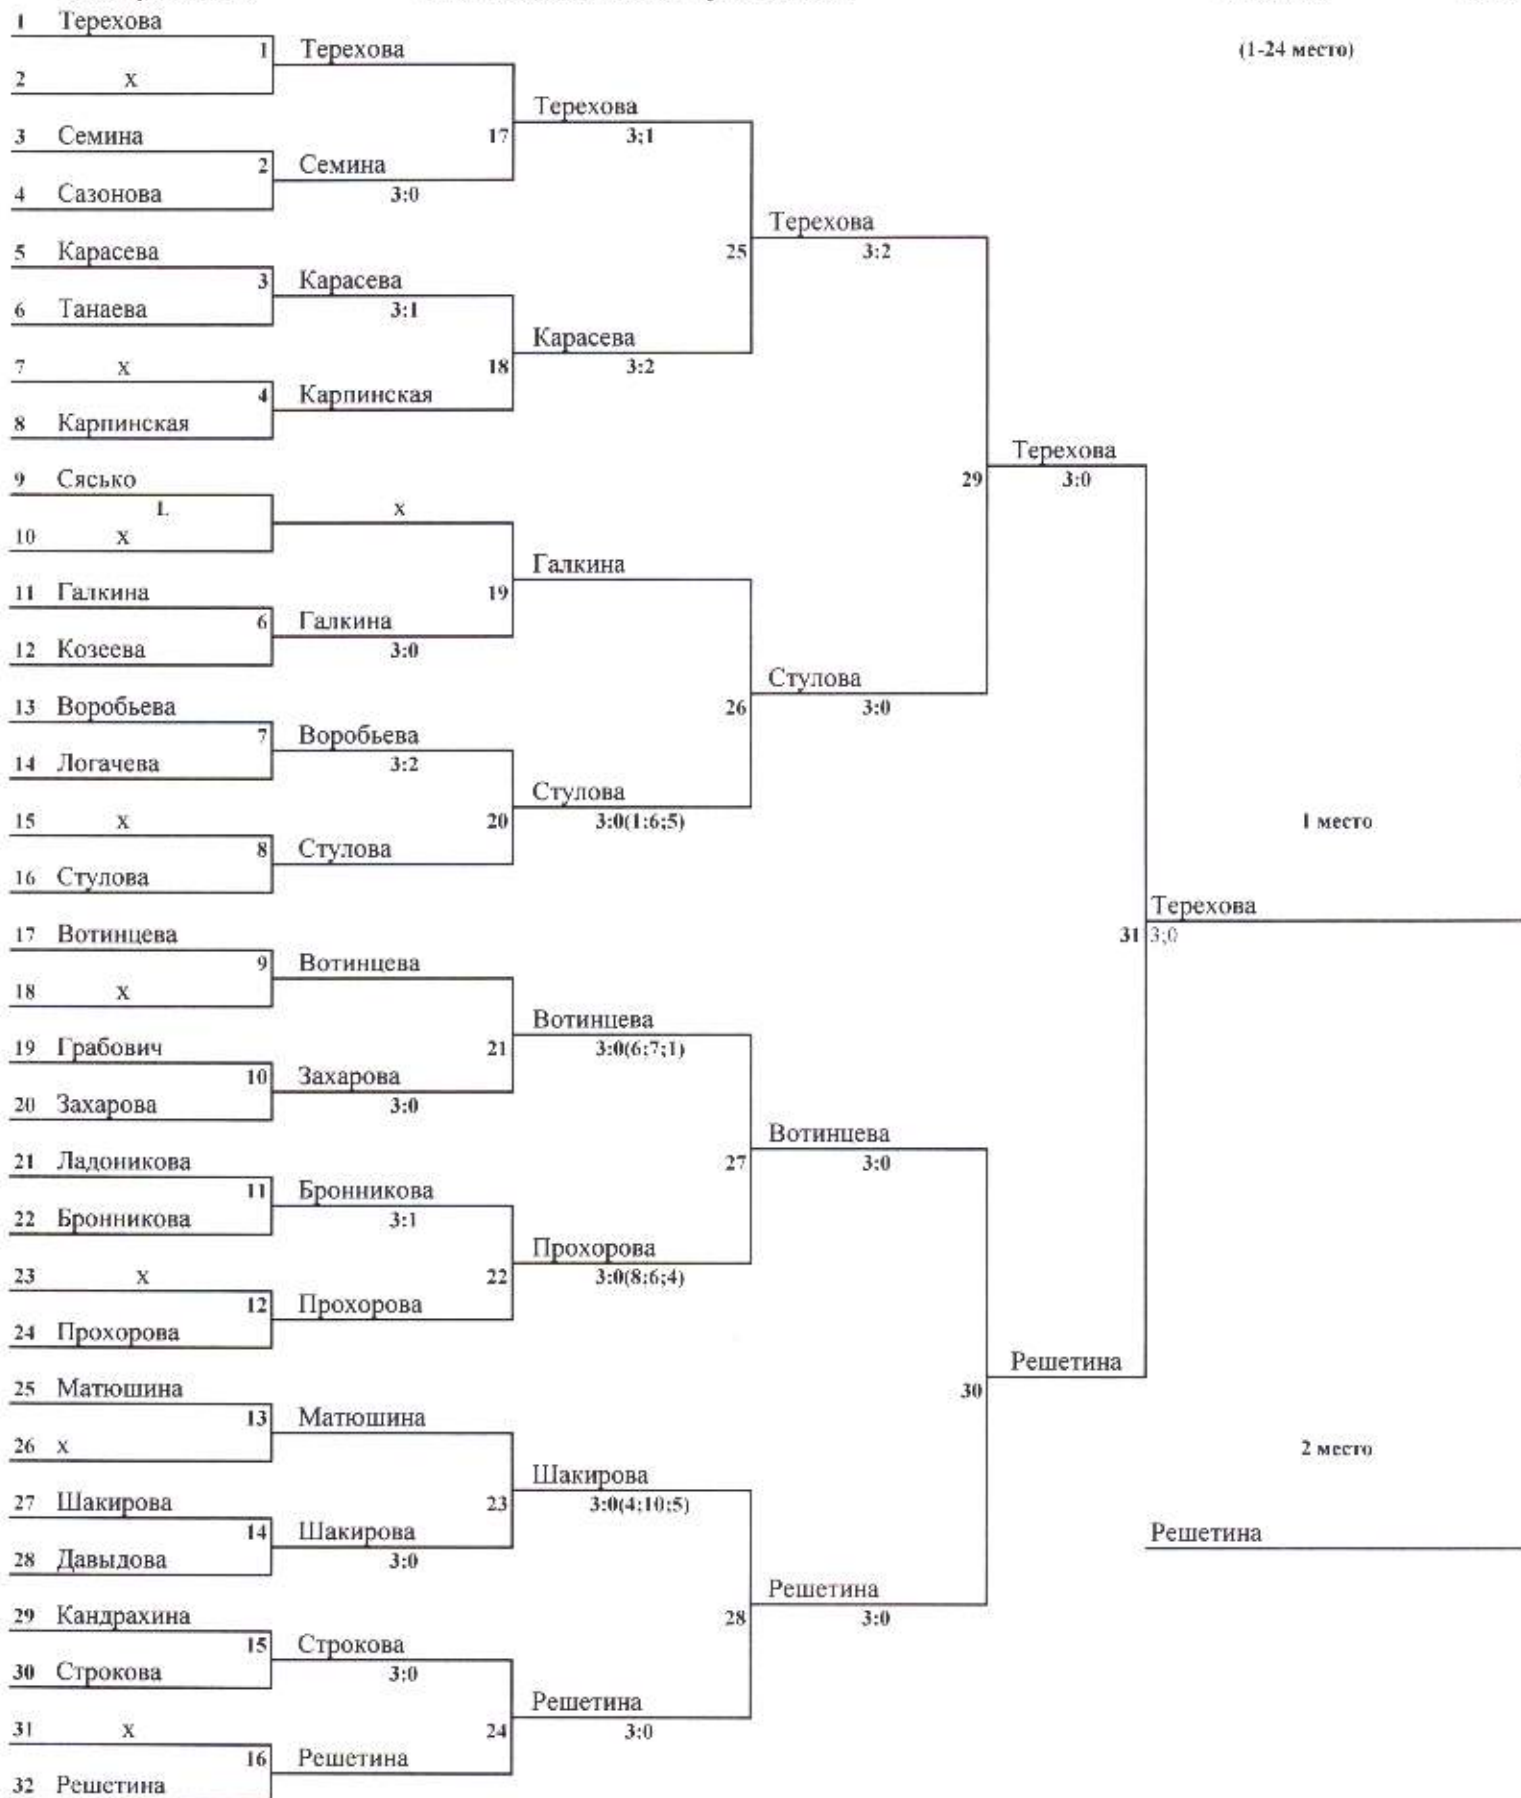 1 Терехова
1 Терехова (1-24 место)
2 X
Терехова
3 Семина 17 3;1
2 Семина
4 Сазонова 3:0
Терехова
5 Карасева 25 3:2
3 Карасева
6 Танаева 3:1
Карасева
7 X 18 3:2
4 Карпинская
8 Карпинская
Терехова
9 Сясько 29 3:0
L X
10 X
Галкина
11 Галкина 19
6 Галкина
12 Козеева 3:0
Стулова
13 Воробьева 26 3:0
7 Воробьева
14 Логачева 3:2
Стулова
15 X 20 3:0(1:6;5) 1 место
8 Стулова
16 Стулова
Терехова
17 Вотинцева 31 3;0
9 Вотинцева
18 X
Вотинцева
19 Грабович 21 3:0(6;7;1)
10 Захарова
20 Захарова 3:0
Вотинцева
21 Ладоникова 27 3:0
11 Бронникова
22 Бронникова 3:1
Прохорова
23 X 22 3:0(8;6;4)
12 Прохорова
24 Прохорова
Решетина
25 Матюшина 30
13 Матюшина
26 X 2 место
Шакирова
27 Шакирова 23 3:0(4;10;5)
14 Шакирова Решетина
28 Давыдова 3:0
Решетина
29 Кандрахина 28 3:0
15 Строкова
30 Строкова 3:0
Решетина
31 X 24 3:0
16 Решетина
32 Решетина